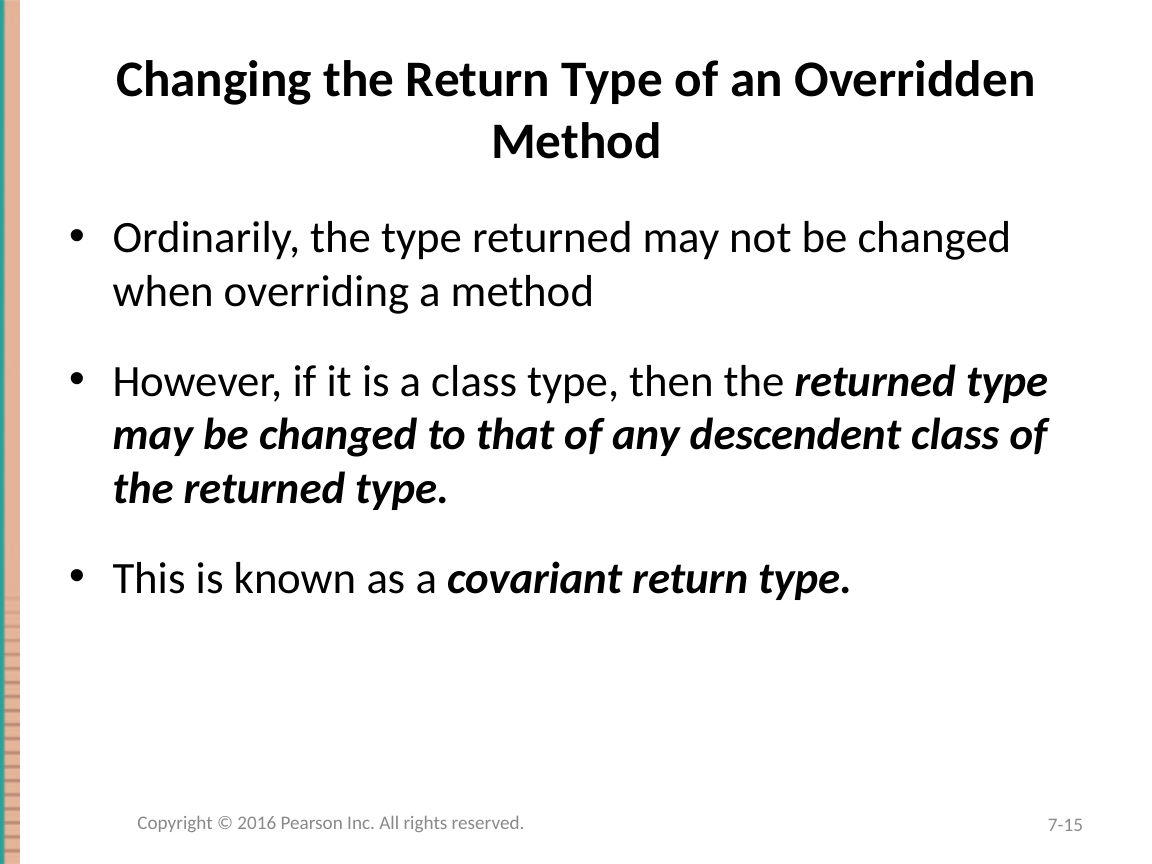 Changing the Return Type of an Overridden
Method
• Ordinarily, the type returned may not be changed
when overriding a method
• However, if it is a class type, then the returned type
may be changed to that of any descendent class of
the returned type.
• This is known as a covariant return type.
Copyright © 2016 Pearson Inc. All rights reserved.
7-15